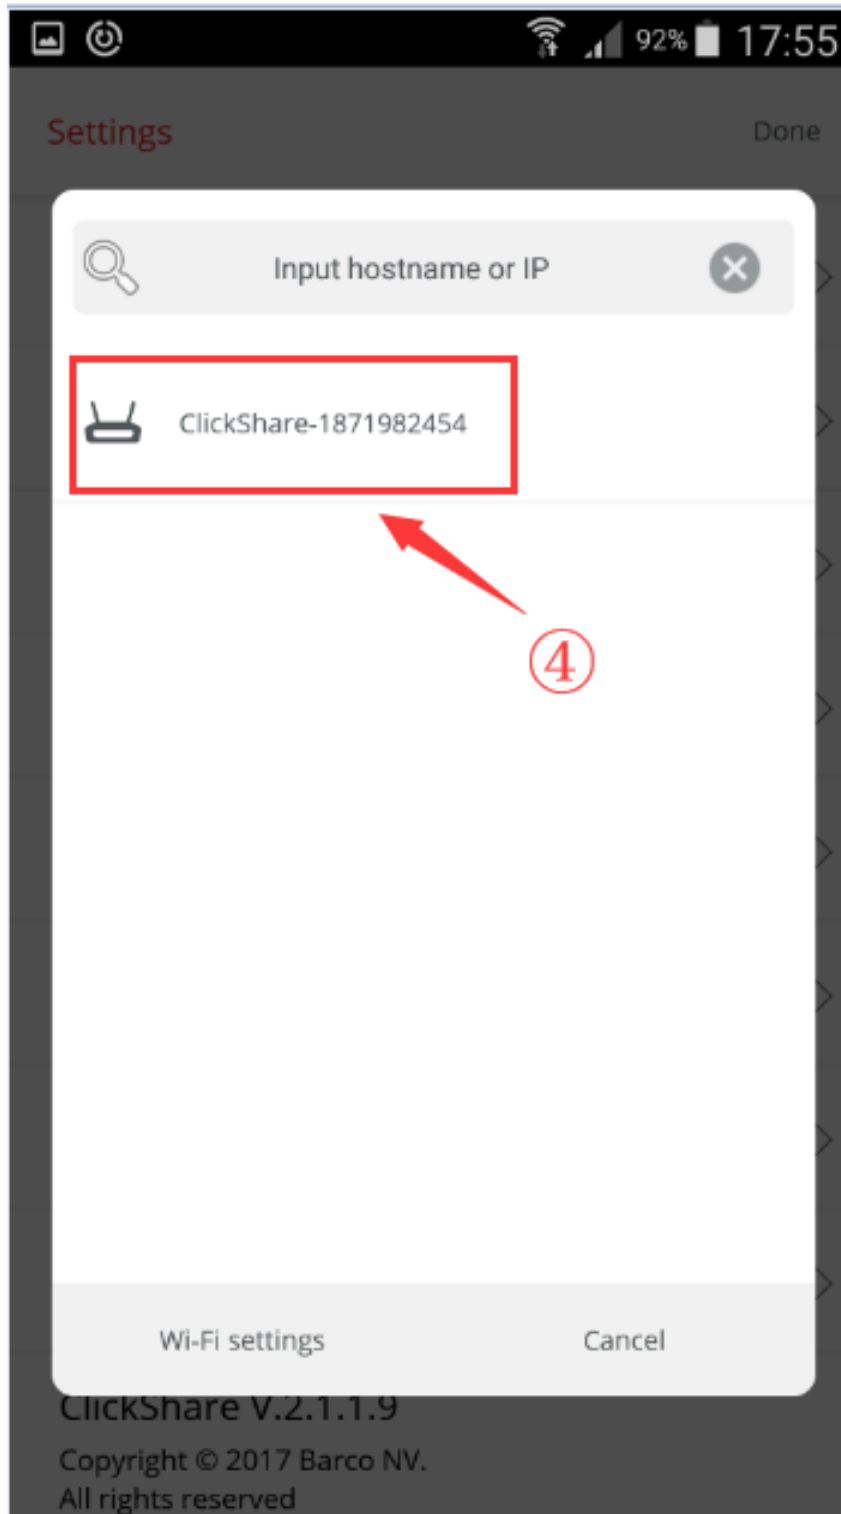 92% 17:55
Settings Done
Input hostname or IP
ClickShare-1871982454
④
Wi-Fi settings Cancel
ClickShare V.2.1.1.9
Copyright © 2017 Barco NV.
All rights reserved